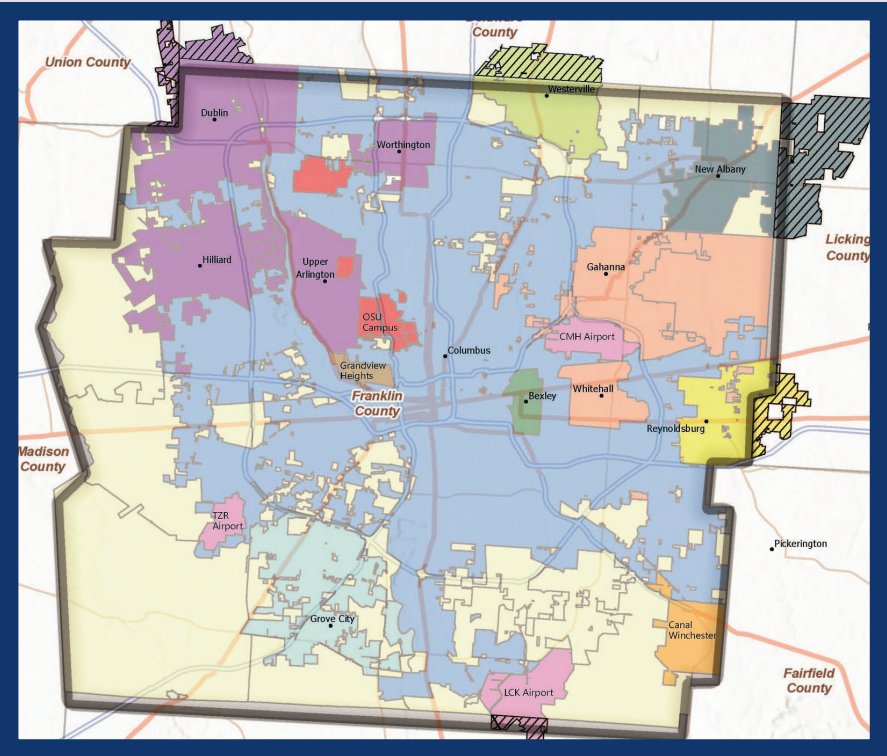 Delaware
County
Union County
Westerville
Dublin
Worthington
New Albany
Licking
County
Hilliard
Upper
Arlington
Gahanna
OSU
Campus
CMH Airport
Columbus
Grandview
Heights
Whitehall
Franklin
County
Bexley
Reynoldsburg
Madison
County
TZR
Airport
Pickerington
Grove City
Canal
Winchester
LCK Airport
Fairfield
County